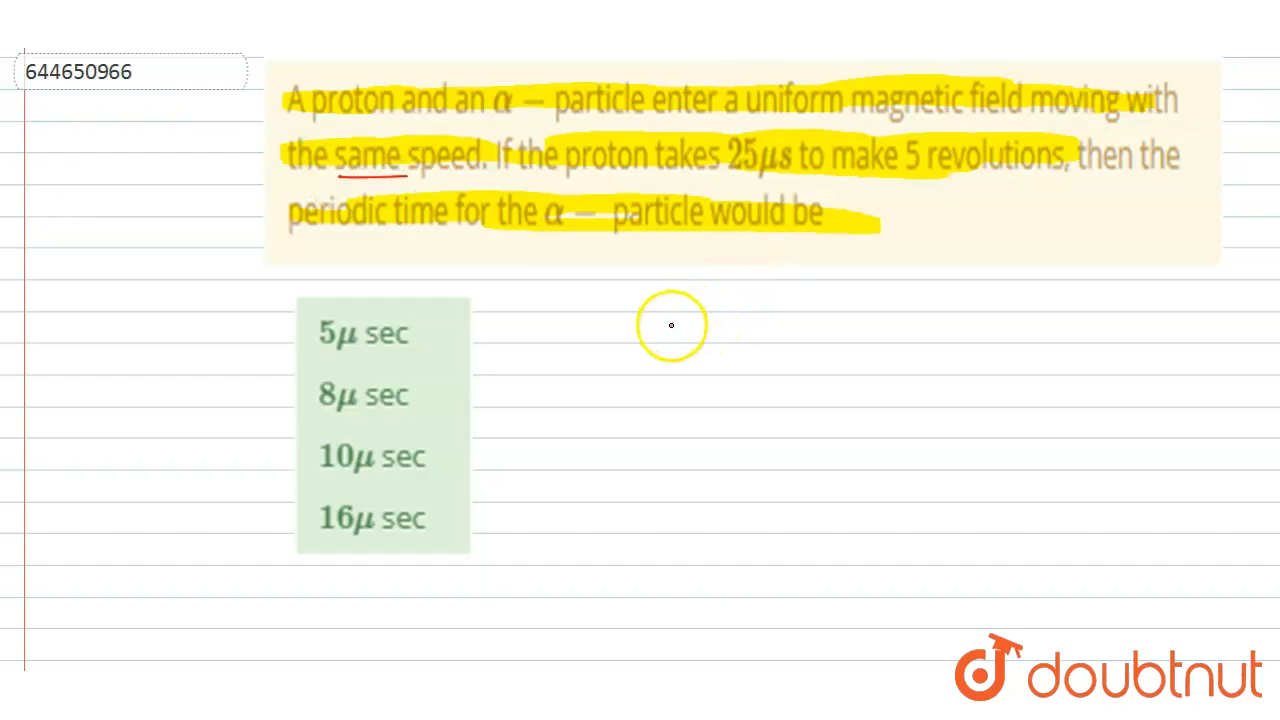 644650966
A proton and an α − particle enter a uniform magnetic field moving with
the same speed. If the proton takes 25μs to make 5 revolutions, then the
periodic time for the α − particle would be
5μ sec
8μ sec
10μ sec
16μ sec
doubtnut